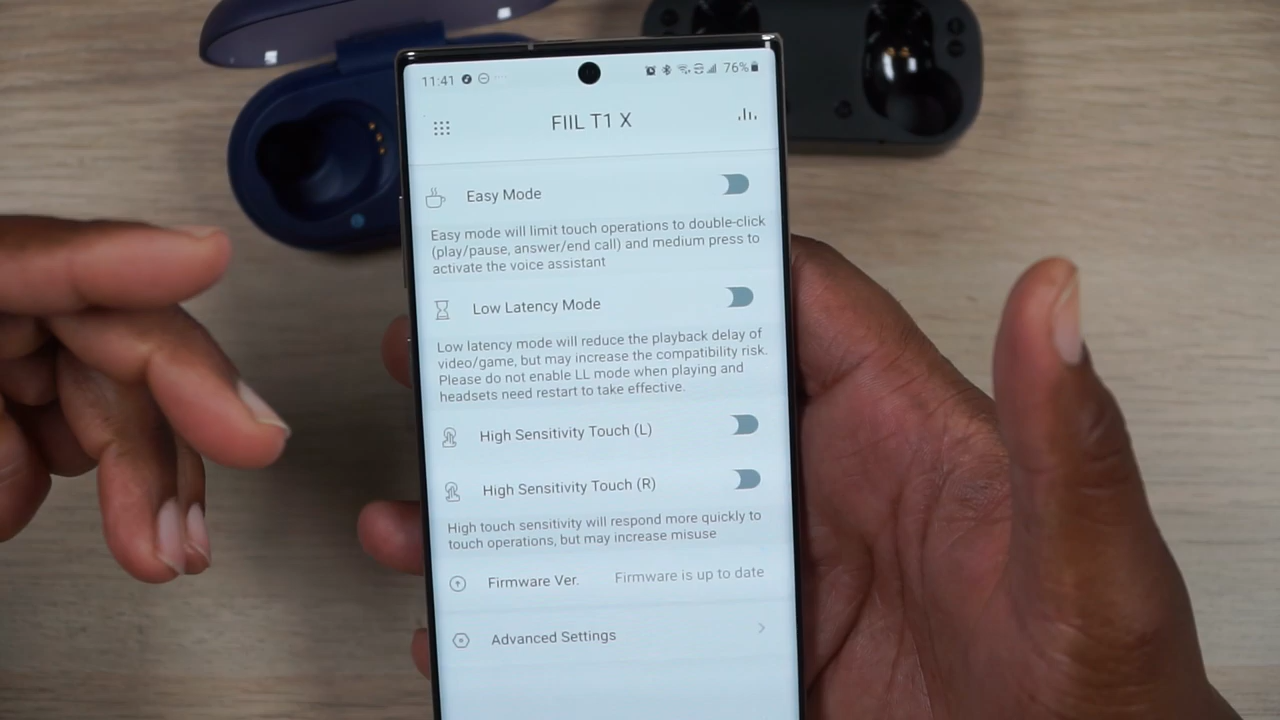 11:41
76%
FIIL T1 X
Easy Mode
Easy mode will limit touch operations to double-click
(play/pause, answer/end call) and medium press to
activate the voice assistant
Low Latency Mode
Low latency mode will reduce the playback delay of
video/game, but may increase the compatibility risk.
Please do not enable LL mode when playing and
headsets need restart to take effective.
High Sensitivity Touch (L)
High Sensitivity Touch (R)
High touch sensitivity will respond more quickly to
touch operations, but may increase misuse
Firmware Ver. Firmware is up to date
Advanced Settings